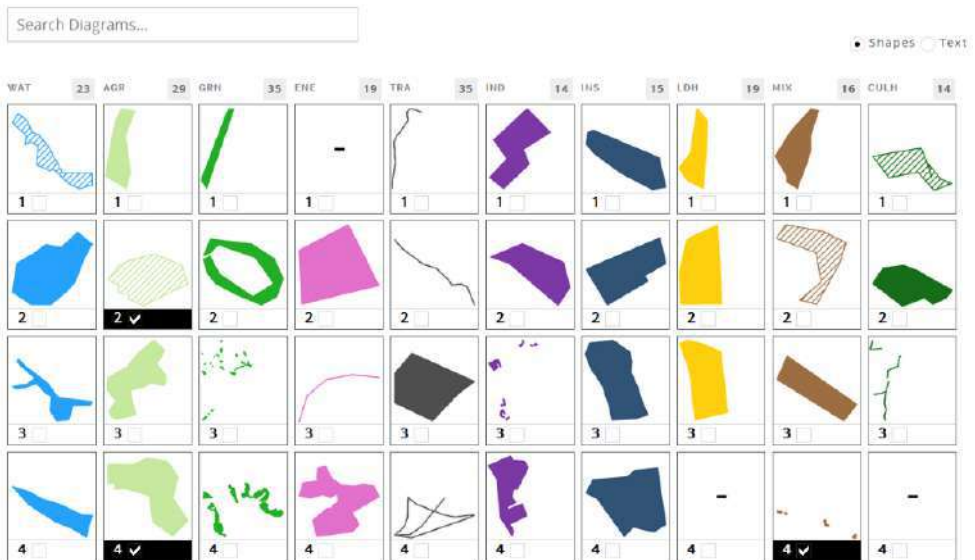 Search Diagrams...
Shapes Text
WAT 23 AGR 29 GRN 35 ENE 19 TRA 35 IND 14 INS 15 LDH 19 MIX 16 CULH 14
-
1 1 1 1 1 1 1 1 1 1
2 2 2 2 2 2 2 2 2 2
3 3 3 3 3 3 3 3 3 3
- -
4 4 4 4 4 4 4 4 4 4